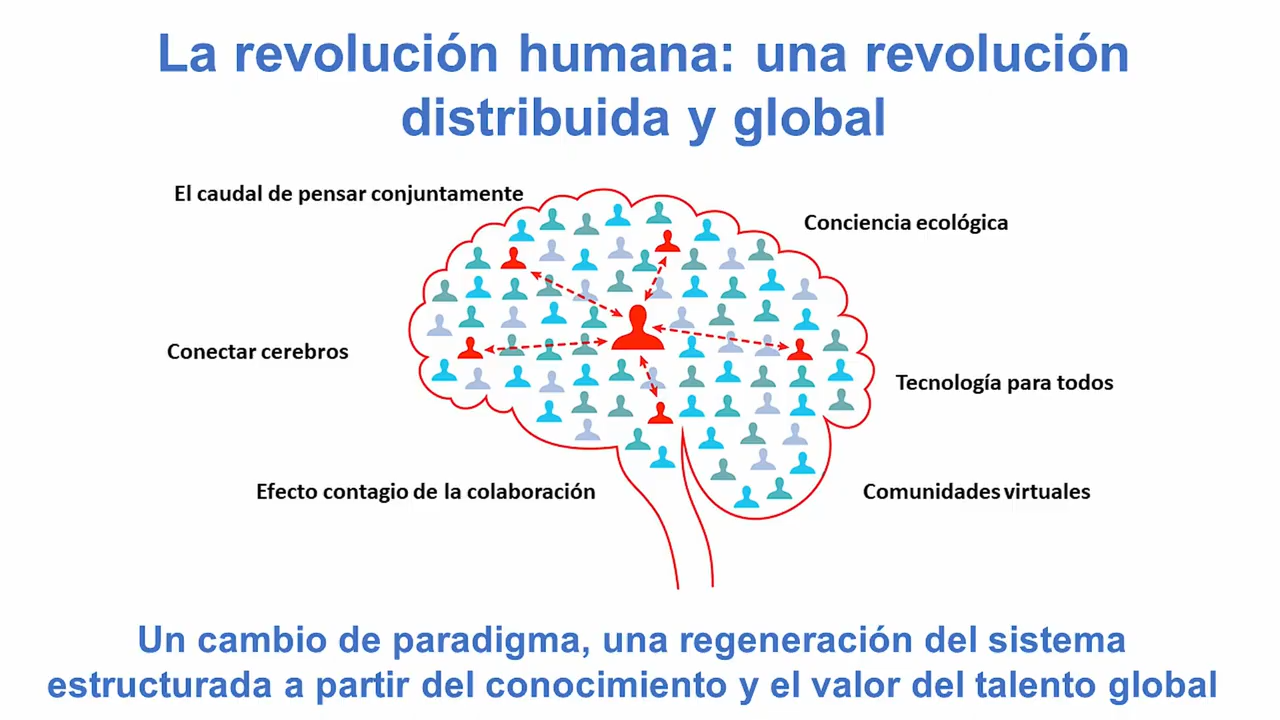 La revolución humana: una revolución
distribuida y global
El caudal de pensar conjuntamente
Conciencia ecológica
Conectar cerebros
Tecnología para todos
Efecto contagio de la colaboración
Comunidades virtuales
Un cambio de paradigma, una regeneración del sistema
estructurada a partir del conocimiento y el valor del talento global